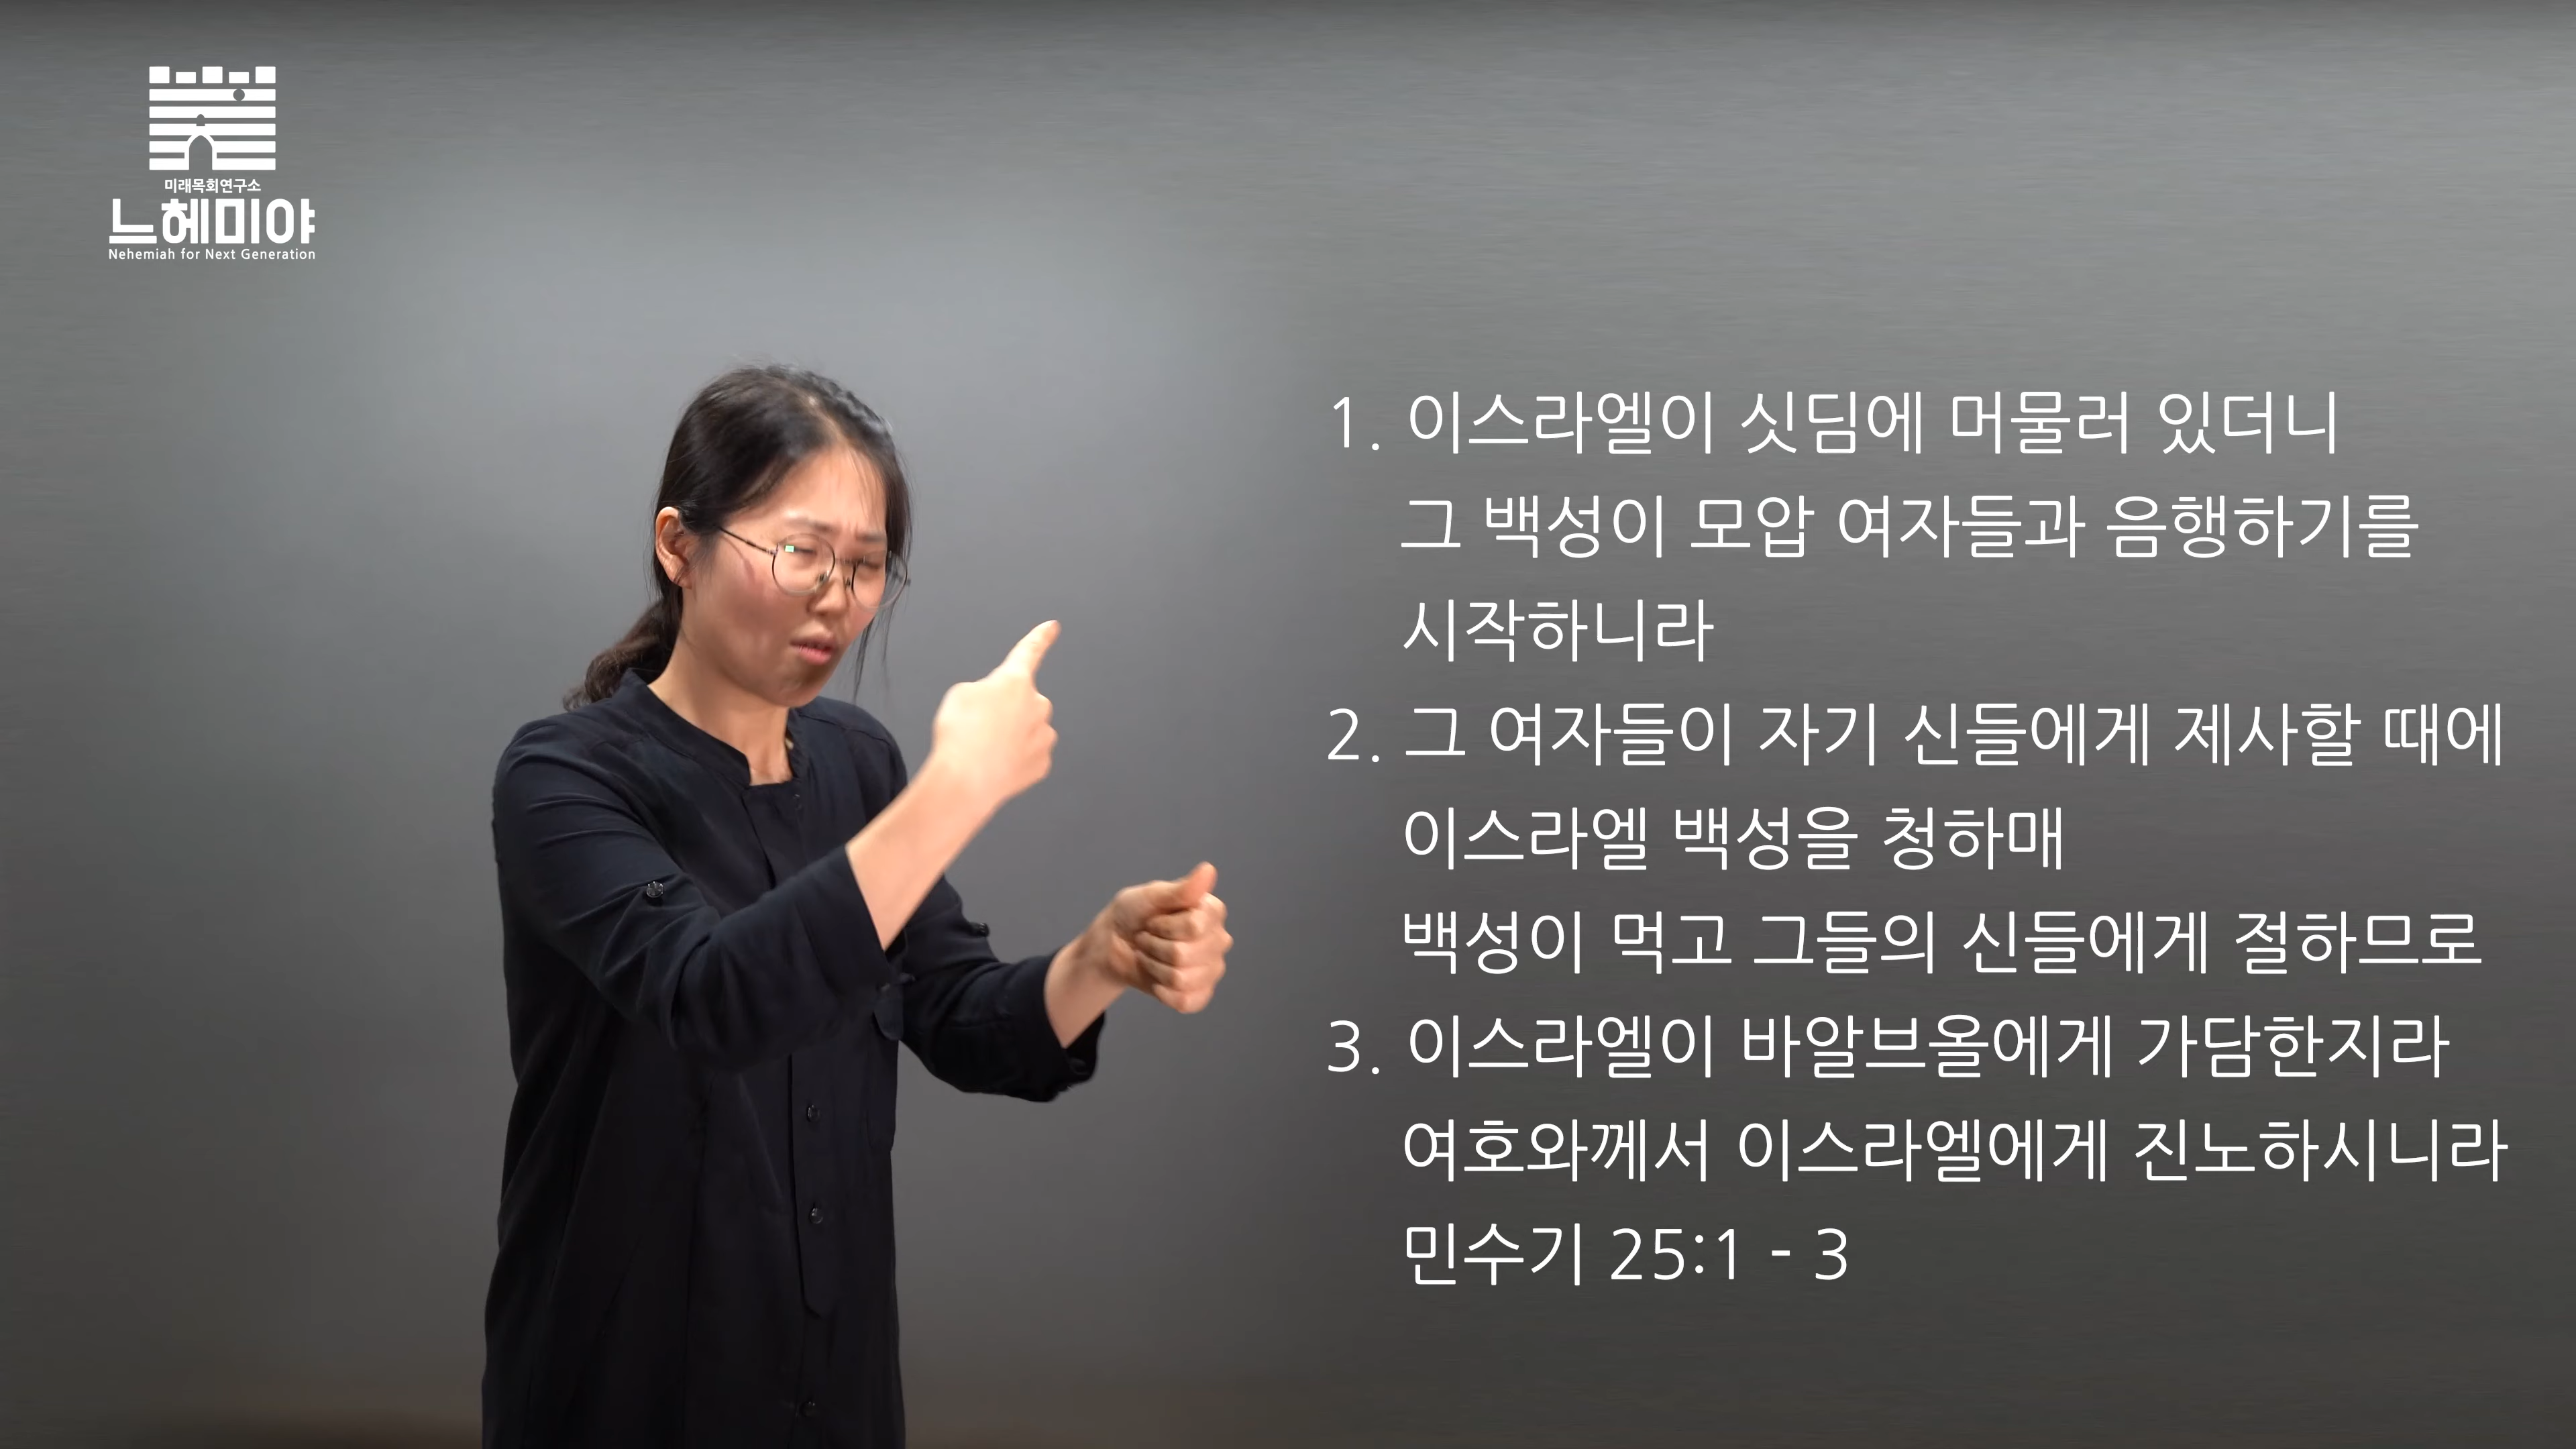 미래목회연구소
느헤미야
Nehemiah for Next Generation
1. 이스라엘이 싯딤에 머물러 있더니
그 백성이 모압 여자들과 음행하기를
시작하니라
2. 그 여자들이 자기 신들에게 제사할 때에
이스라엘 백성을 청하매
백성이 먹고 그들의 신들에게 절하므로
3. 이스라엘이 바알브올에게 가담한지라
여호와께서 이스라엘에게 진노하시니라
민수기 25:1 - 3